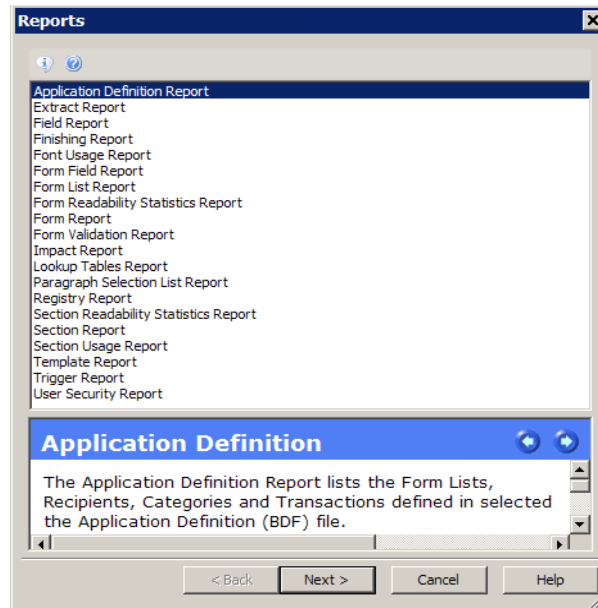 Reports
Application Definition Report
Extract Report
Field Report
Finishing Report
Font Usage Report
Form Field Report
Form List Report
Form Readability Statistics Report
Form Report
Form Validation Report
Impact Report
Lookup Tables Report
Paragraph Selection List Report
Registry Report
Section Readability Statistics Report
Section Report
Section Usage Report
Template Report
Trigger Report
User Security Report
Application Definition
The Application Definition Report lists the Form Lists,
Recipients, Categories and Transactions defined in selected
the Application Definition (BDF) file.
< Back Next > Cancel Help